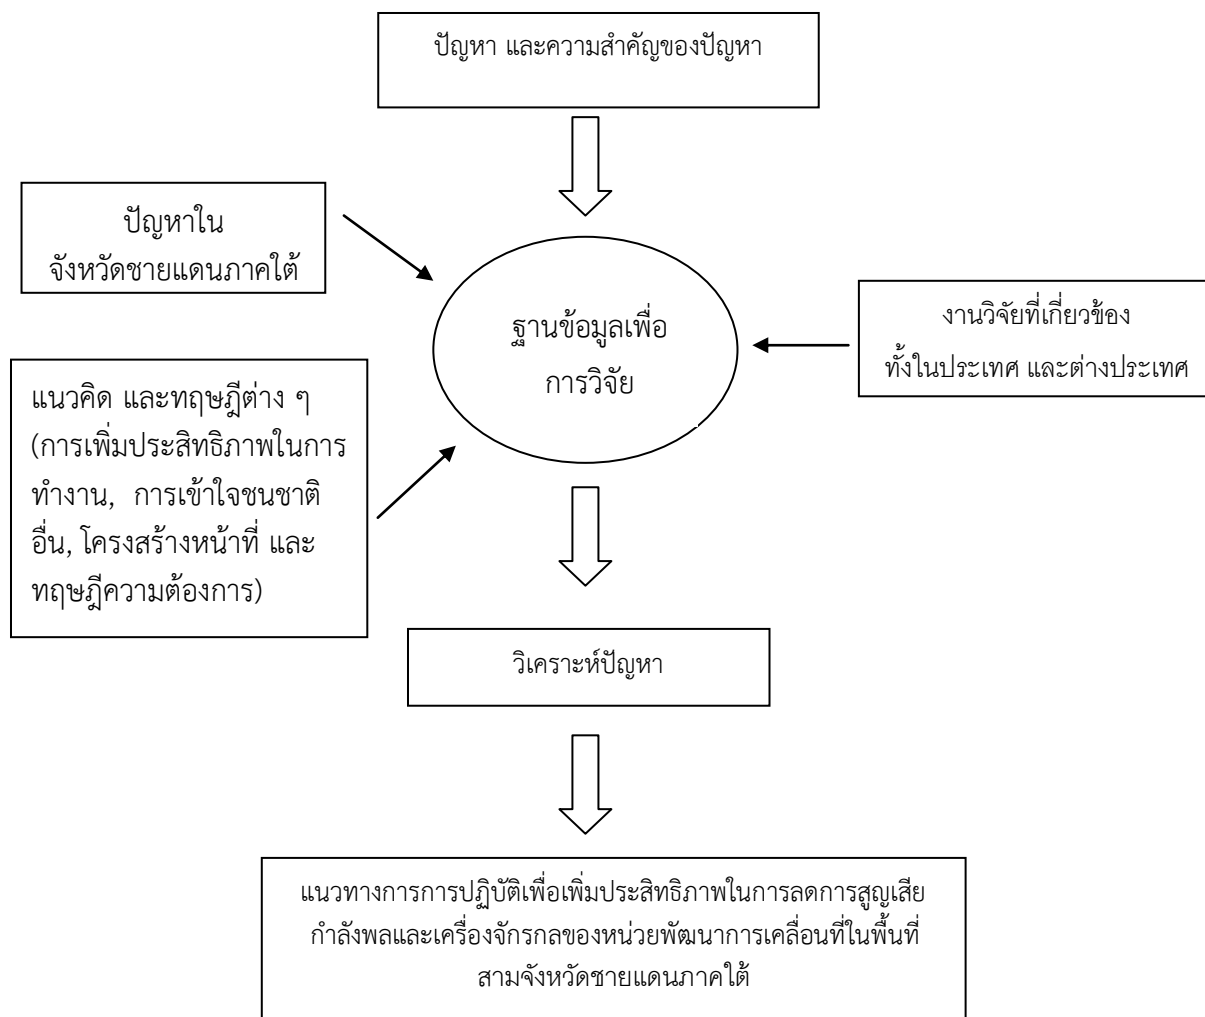 ปัญหา และความสำคัญของปัญหา
ปัญหาใน
จังหวัดชายแดนภาคใต้
ฐานข้อมูลเพื่อ
การวิจัย
งานวิจัยที่เกี่ยวข้อง
ทั้งในประเทศ และต่างประเทศ
แนวคิด และทฤษฎีต่าง ๆ
(การเพิ่มประสิทธิภาพในการ
ทำงาน, การเข้าใจชนชาติ
อื่น, โครงสร้างหน้าที่ และ
ทฤษฎีความต้องการ)
วิเคราะห์ปัญหา
แนวทางการการปฏิบัติเพื่อเพิ่มประสิทธิภาพในการลดการสูญเสีย
กำลังพลและเครื่องจักรกลของหน่วยพัฒนาการเคลื่อนที่ในพื้นที่
สามจังหวัดชายแดนภาคใต้